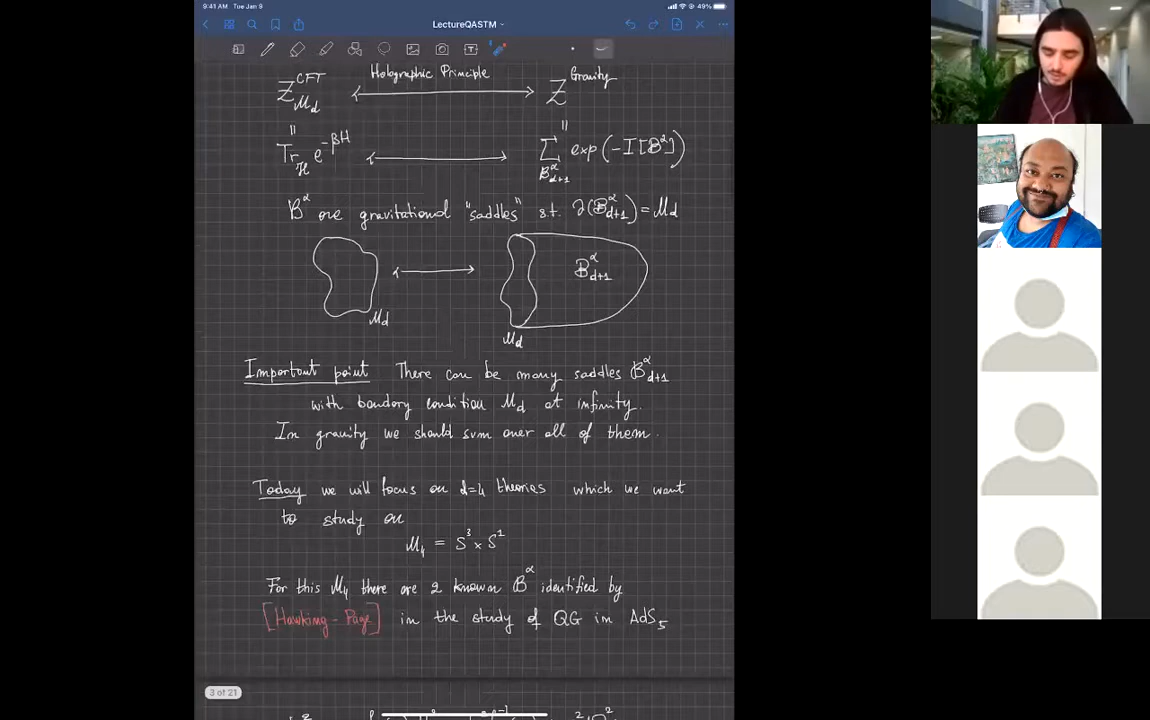 9:41 AM Tue Jan 9
49%
LectureQASTM
Z^{CFT}_{M_d} ⟷ Holographic Principle Z^{Gravity}
Tr_H e^{-βH} ⟷ Σ_{B^α_{d+1}} exp(-I[B^α])
B^α are gravitational "saddles" s.t. ∂(B^α_{d+1}) = M_d
B^α_{d+1}
M_d
M_d
Important point There can be many saddles B^α_{d+1}
with boundary condition M_d at infinity.
In gravity we should sum over all of them.
Today we will focus on d=4 theories which we want
to study on
M_4 = S^3 × S^1
For this M_4 there are 2 known B^α identified by
[Hawking - Page] in the study of QG in AdS_5
3 of 21